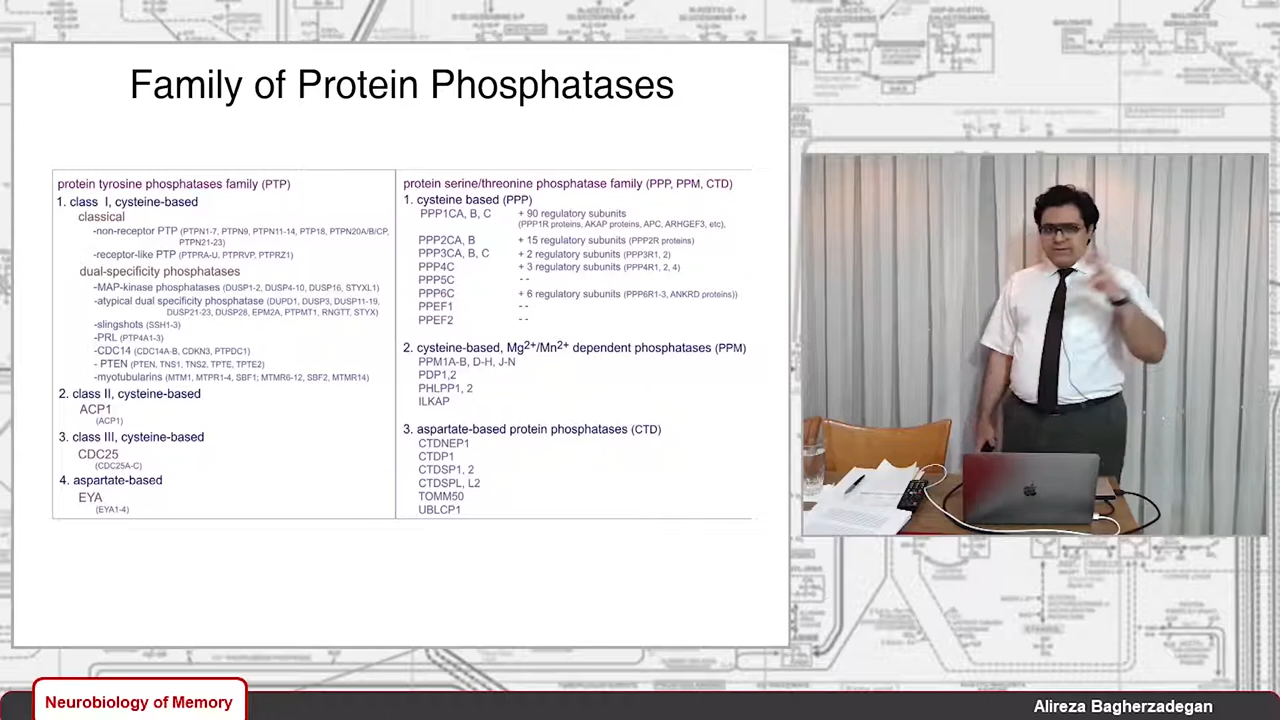 Family of Protein Phosphatases
protein tyrosine phosphatases family (PTP)
1. class I, cysteine-based
classical
-non-receptor PTP (PTPN1-7, PTPN9, PTPN11-14, PTP18, PTPN20A/B/CP,
PTPN21-23)
-receptor-like PTP (PTPRA-U, PTPRVP, PTPRZ1)
dual-specificity phosphatases
-MAP-kinase phosphatases (DUSP1-2, DUSP4-10, DUSP16, STYXL1)
-atypical dual specificity phosphatase (DUPD1, DUSP3, DUSP11-19,
DUSP21-23, DUSP28, EPM2A, PTPMT1, RNGTT, STYX)
-slingshots (SSH1-3)
-PRL (PTP4A1-3)
-CDC14 (CDC14A-B, CDKN3, PTPDC1)
- PTEN (PTEN, TNS1, TNS2, TPTE, TPTE2)
-myotubularins (MTM1, MTPR1-4, SBF1; MTMR6-12, SBF2, MTMR14)
2. class II, cysteine-based
ACP1
(ACP1)
3. class III, cysteine-based
CDC25
(CDC25A-C)
4. aspartate-based
EYA
(EYA1-4)
protein serine/threonine phosphatase family (PPP, PPM, CTD)
1. cysteine based (PPP)
PPP1CA, B, C + 90 regulatory subunits
(PPP1R proteins, AKAP proteins, APC, ARHGEF3, etc),
PPP2CA, B + 15 regulatory subunits (PPP2R proteins)
PPP3CA, B, C + 2 regulatory subunits (PPP3R1, 2)
PPP4C + 3 regulatory subunits (PPP4R1, 2, 4)
PPP5C - -
PPP6C + 6 regulatory subunits (PPP6R1-3, ANKRD proteins))
PPEF1 - -
PPEF2 - -
2. cysteine-based, Mg2+/Mn2+ dependent phosphatases (PPM)
PPM1A-B, D-H, J-N
PDP1,2
PHLPP1, 2
ILKAP
3. aspartate-based protein phosphatases (CTD)
CTDNEP1
CTDP1
CTDSP1, 2
CTDSPL, L2
TOMM50
UBLCP1
Neurobiology of Memory
Alireza Bagherzadegan